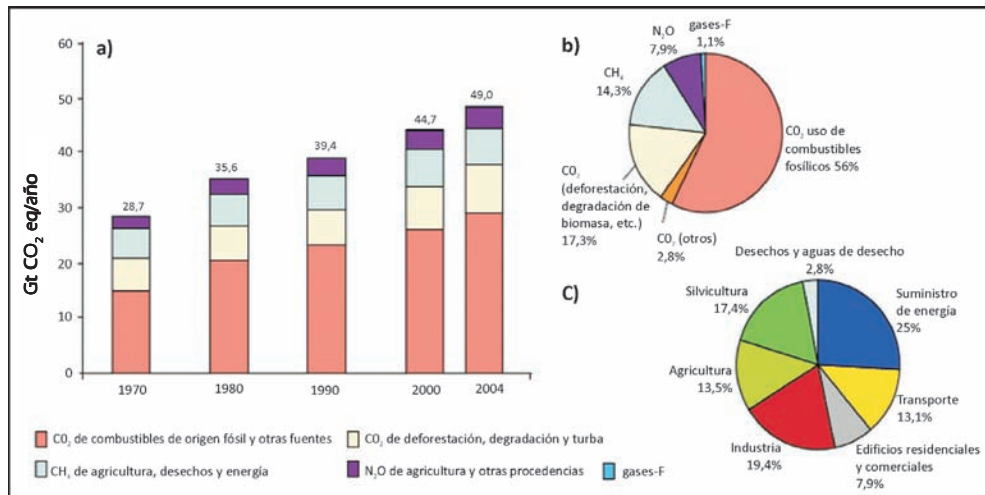 a)
Gt CO₂ eq/año
60
50
40
30
20
10
0
28,7
35,6
39,4
44,7
49,0
1970
1980
1990
2000
2004
b)
gases-F
1,1%
N₂O
7,9%
CH₄
14,3%
CO₂ uso de
combustibles
fosílicos 56%
CO₂
(deforestación,
degradación de
biomasa, etc.)
17,3%
CO₂ (otros)
2,8%
C)
Desechos y aguas de desecho
2,8%
Silvicultura
17,4%
Suministro
de energía
25%
Agricultura
13,5%
Transporte
13,1%
Industria
19,4%
Edificios residenciales
y comerciales
7,9%
CO₂ de combustibles de origen fósil y otras fuentes
CO₂ de deforestación, degradación y turba
CH₄ de agricultura, desechos y energía
N₂O de agricultura y otras procedencias
gases-F